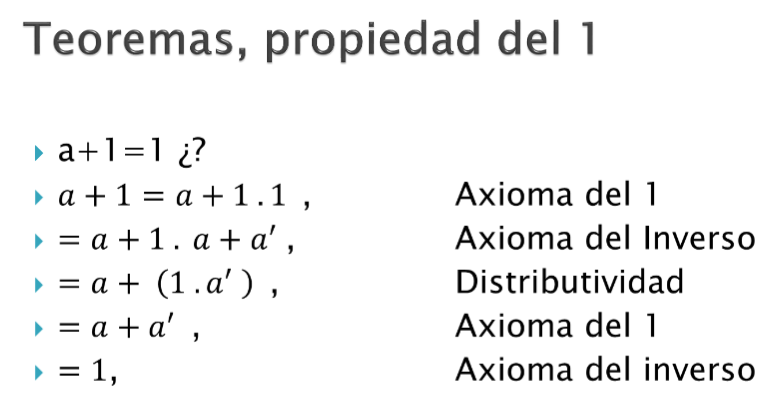 Teoremas, propiedad del 1
a+1=1 ¿?
a + 1 = a + 1 . 1 , Axioma del 1
= a + 1 . a + a′ , Axioma del Inverso
= a + (1 . a′ ) , Distributividad
= a + a′ , Axioma del 1
= 1, Axioma del inverso